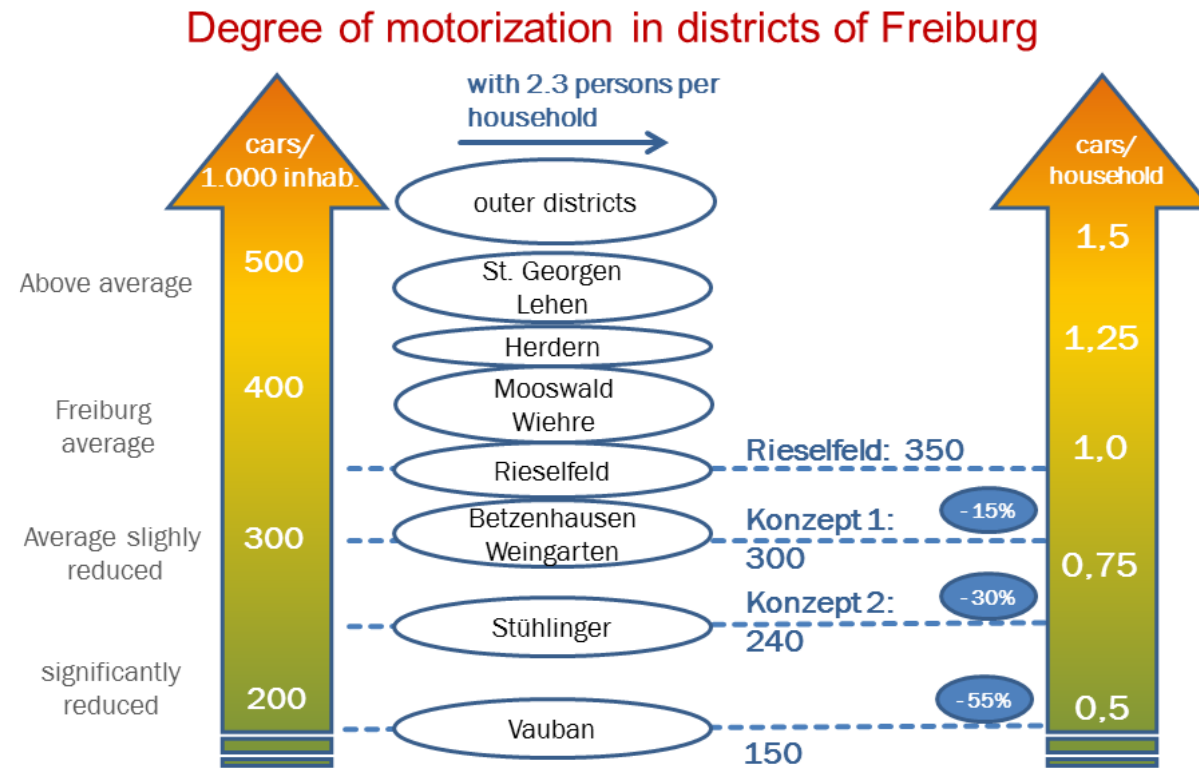 Degree of motorization in districts of Freiburg
with 2.3 persons per
household
cars/
1.000 inhab.
cars/
household
outer districts
500
1,5
Above average
St. Georgen
Lehen
1,25
Herdern
400
Mooswald
Wiehre
Freiburg
average
Rieselfeld: 350
1,0
Rieselfeld
-15%
Average slighly
reduced
300
Betzenhausen
Weingarten
Konzept 1:
300
0,75
-30%
Konzept 2:
240
Stühlinger
significantly
reduced
200
-55%
0,5
Vauban
150